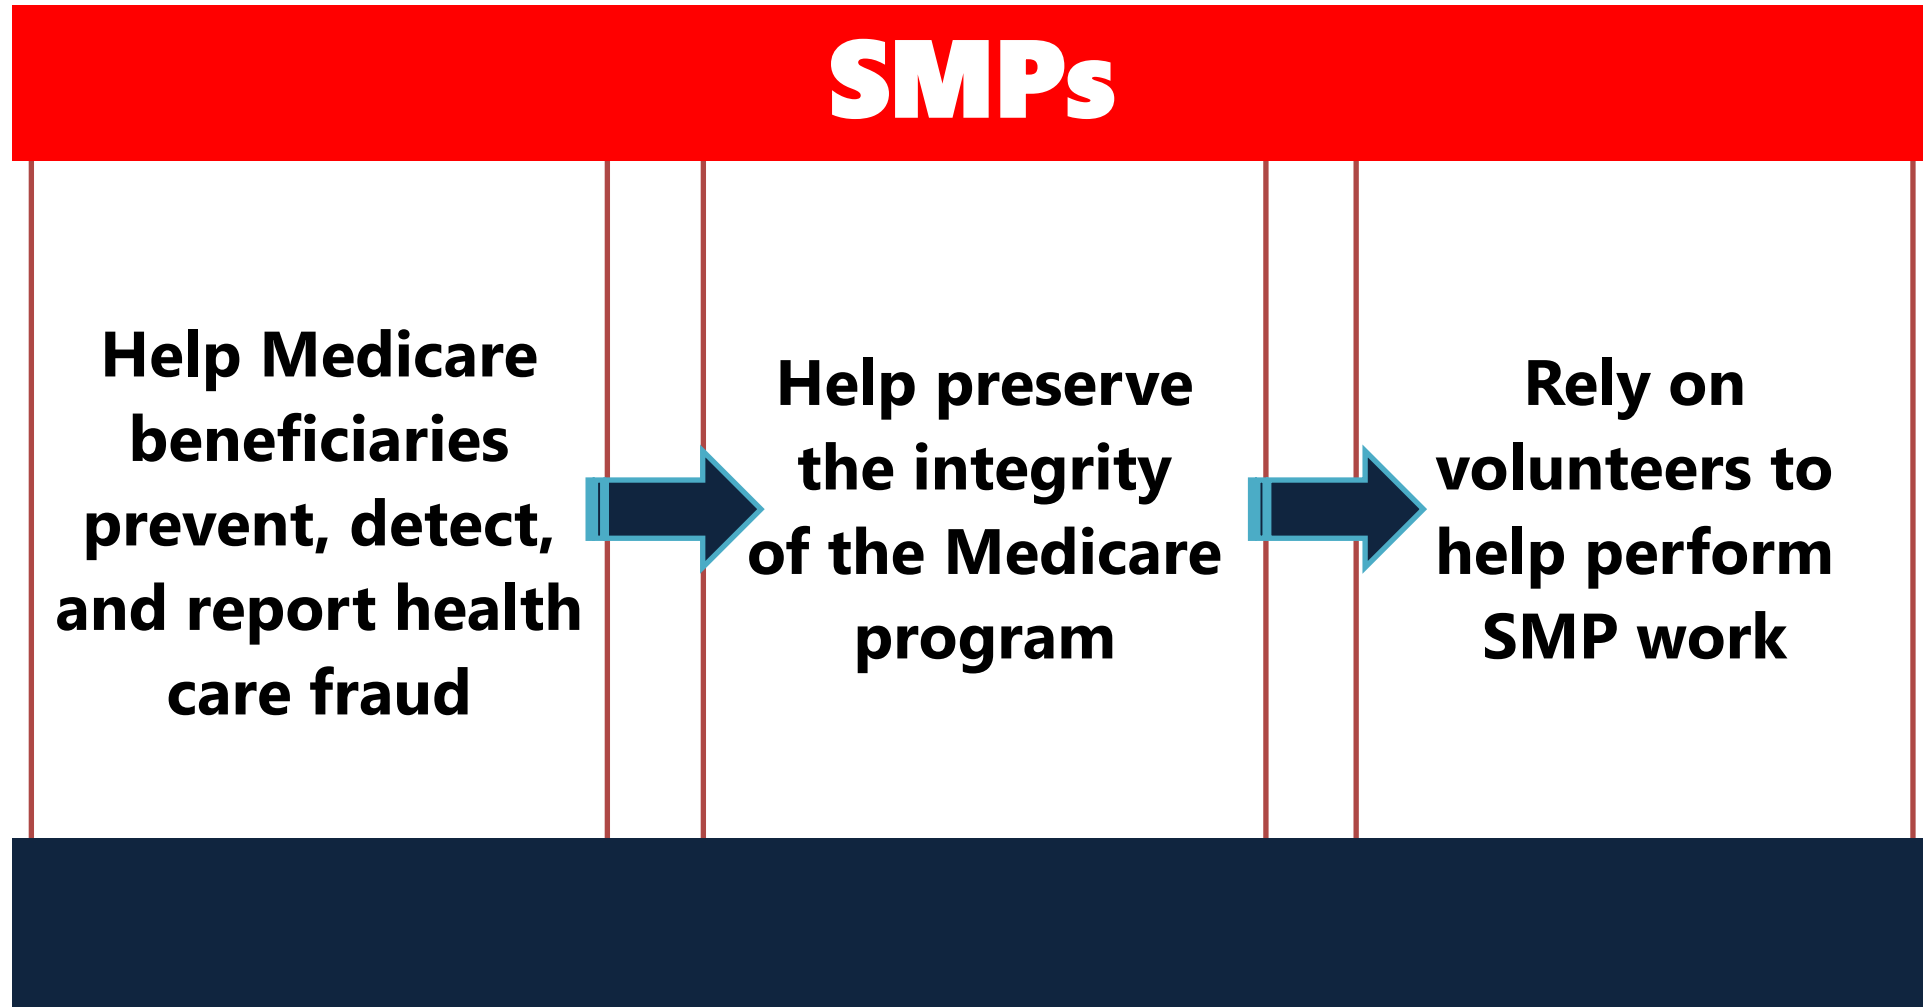 SMPs
Help Medicare
beneficiaries
prevent, detect,
and report health
care fraud
Help preserve
the integrity
of the Medicare
program
Rely on
volunteers to
help perform
SMP work